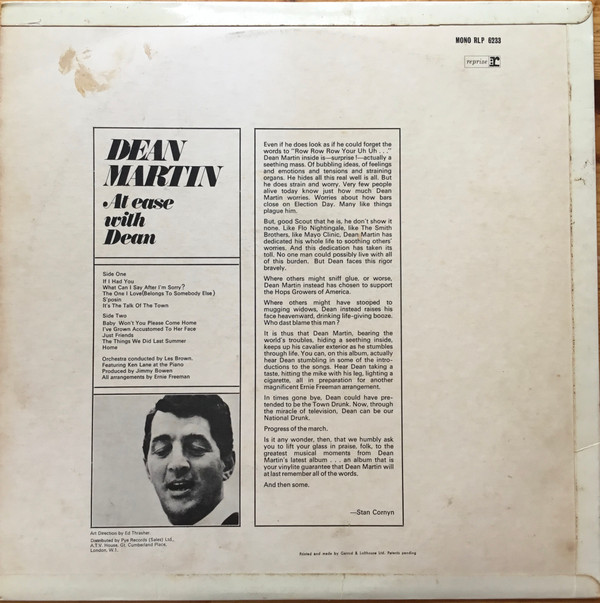 MONO RLP 6233
reprise R
DEAN
MARTIN
At ease
with
Dean
Side One
If I Had You
What Can I Say After I'm Sorry?
The One I Love(Belongs To Somebody Else)
S'posin
It's The Talk Of The Town
Side Two
Baby Won't You Please Come Home
I've Grown Accustomed To Her Face
Just Friends
The Things We Did Last Summer
Home
Orchestra conducted by Les Brown.
Featuring Ken Lane at the Piano
Produced by Jimmy Bowen
All arrangements by Ernie Freeman
Art Direction by Ed Thrasher
Distributed by Pye Records (Sales) Ltd.,
A.T.V. House, Gt. Cumberland Place,
London, W.1.
Even if he does look as if he could forget the
words to "Row Row Row Your Uh Uh . . ."
Dean Martin inside is—surprise!—actually a
seething mass. Of bubbling ideas, of feelings
and emotions and tensions and straining
organs. He hides all this real well is all. But
he does strain and worry. Very few people
alive today know just how much Dean
Martin worries. Worries about how bars
close on Election Day. Many like things
plague him.
But, good Scout that he is, he don't show it
none. Like Flo Nightingale, like The Smith
Brothers, like Mayo Clinic, Dean Martin has
dedicated his whole life to soothing others'
worries. And this dedication has taken its
toll. No one man could possibly live with all
of this burden. But Dean faces this rigor
bravely.
Where others might sniff glue, or worse,
Dean Martin instead has chosen to support
the Hops Growers of America.
Where others might have stooped to
mugging widows, Dean instead raises his
face heavenward, drinking life-giving booze.
Who dast blame this man?
It is thus that Dean Martin, bearing the
world's troubles, hiding a seething inside,
keeps up his cavalier exterior as he stumbles
through life. You can, on this album, actually
hear Dean stumbling in some of the intro-
ductions to the songs. Hear Dean taking a
taste, hitting the mike with his leg, lighting a
cigarette, all in preparation for another
magnificent Ernie Freeman arrangement.
In times gone bye, Dean could have pre-
tended to be the Town Drunk. Now, through
the miracle of television, Dean can be our
National Drunk.
Progress of the march.
Is it any wonder, then, that we humbly ask
you to lift your glass in praise, folk, to the
greatest musical moments from Dean
Martin's latest album . . . an album that is
your vinylite guarantee that Dean Martin will
at last remember all of the words.
And then some.
—Stan Cornyn
Printed and made by Garrod & Lofthouse Ltd. Patents pending